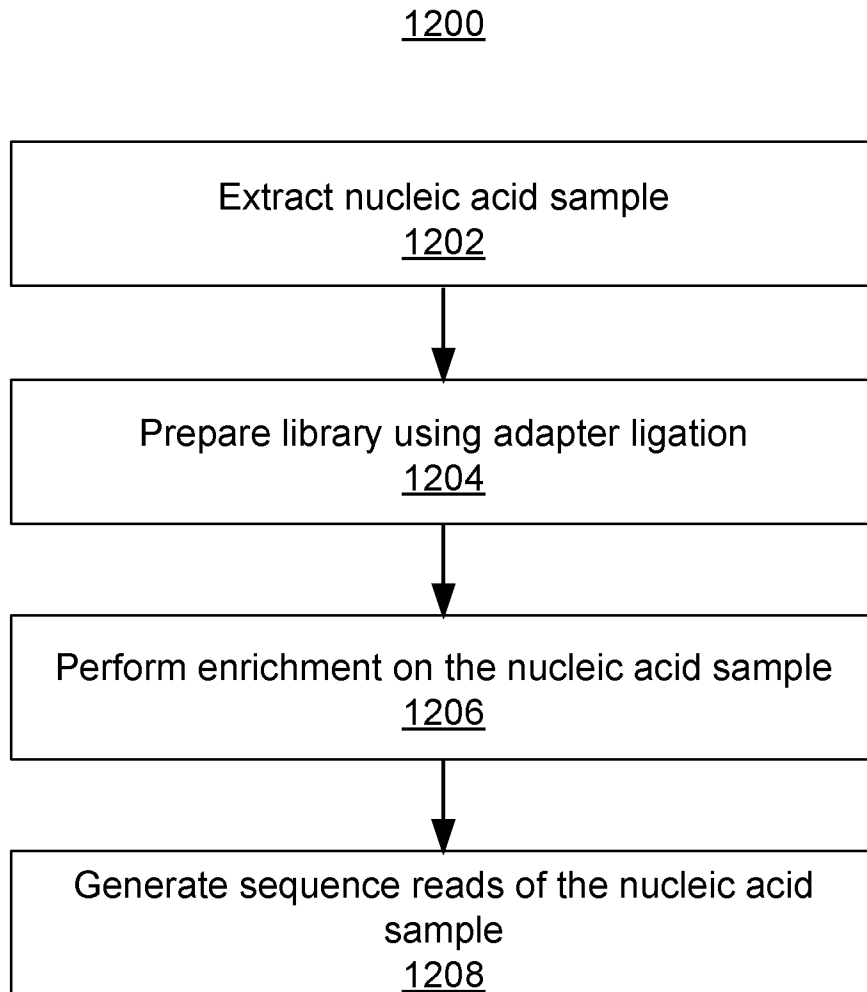 1200
Extract nucleic acid sample
1202
Prepare library using adapter ligation
1204
Perform enrichment on the nucleic acid sample
1206
Generate sequence reads of the nucleic acid
sample
1208